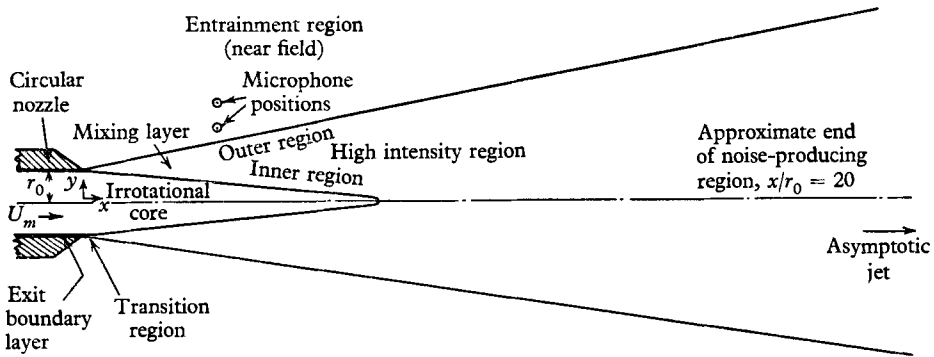 Entrainment region
(near field)
Circular
nozzle
Microphone
positions
Mixing layer
Outer region
High intensity region
Inner region
Approximate end
of noise-producing
region, x/r₀ = 20
r₀
y
x
Irrotational
core
Uₘ
Asymptotic
jet
Exit
boundary
layer
Transition
region